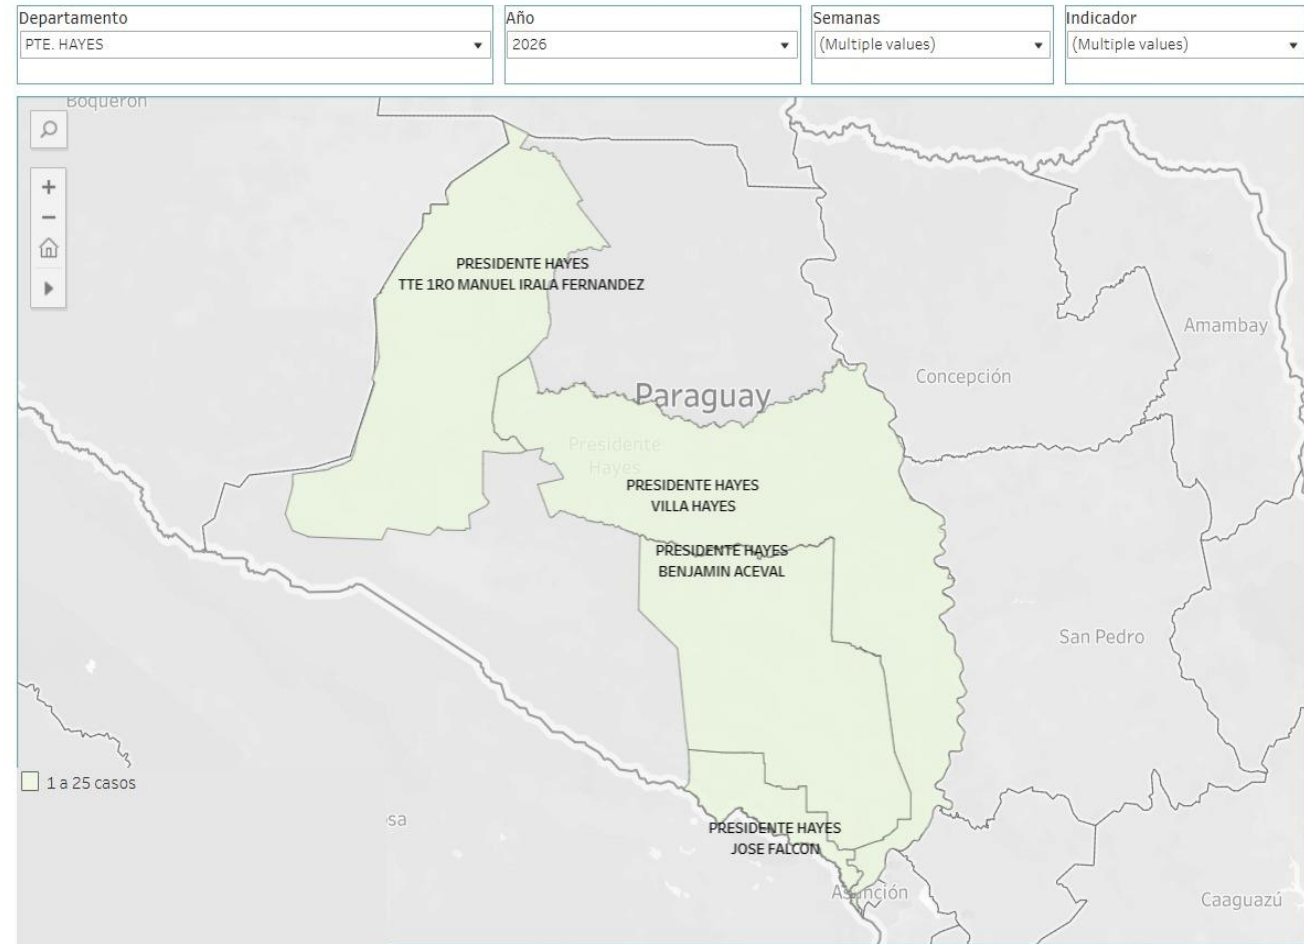 Departamento
PTE. HAYES
Año
2026
Semanas
(Multiple values)
Indicador
(Multiple values)
Boquerón
PRESIDENTE HAYES
TTE 1RO MANUEL IRALA FERNANDEZ
Amambay
Concepción
Paraguay
Presidente
Hayes
PRESIDENTE HAYES
VILLA HAYES
PRESIDENTE HAYES
BENJAMIN ACEVAL
San Pedro
1 a 25 casos
sa
PRESIDENTE HAYES
JOSE FALCON
Asunción
Caaguazú